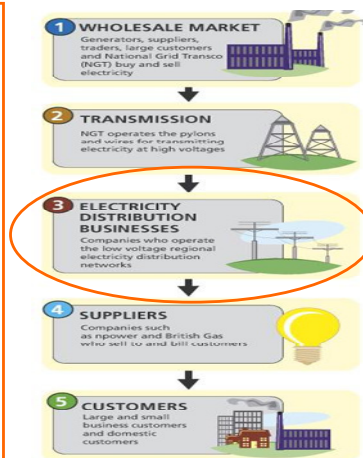 1 WHOLESALE MARKET
Generators, suppliers,
traders, large customers
and National Grid Transco
(NGT) buy and sell
electricity
2 TRANSMISSION
NGT operates the pylons
and wires for transmitting
electricity at high voltages
3 ELECTRICITY
DISTRIBUTION
BUSINESSES
Companies who operate
the low voltage regional
electricity distribution
networks
4 SUPPLIERS
Companies such
as npower and British Gas
who sell to and bill customers
5 CUSTOMERS
Large and small
business customers
and domestic
customers